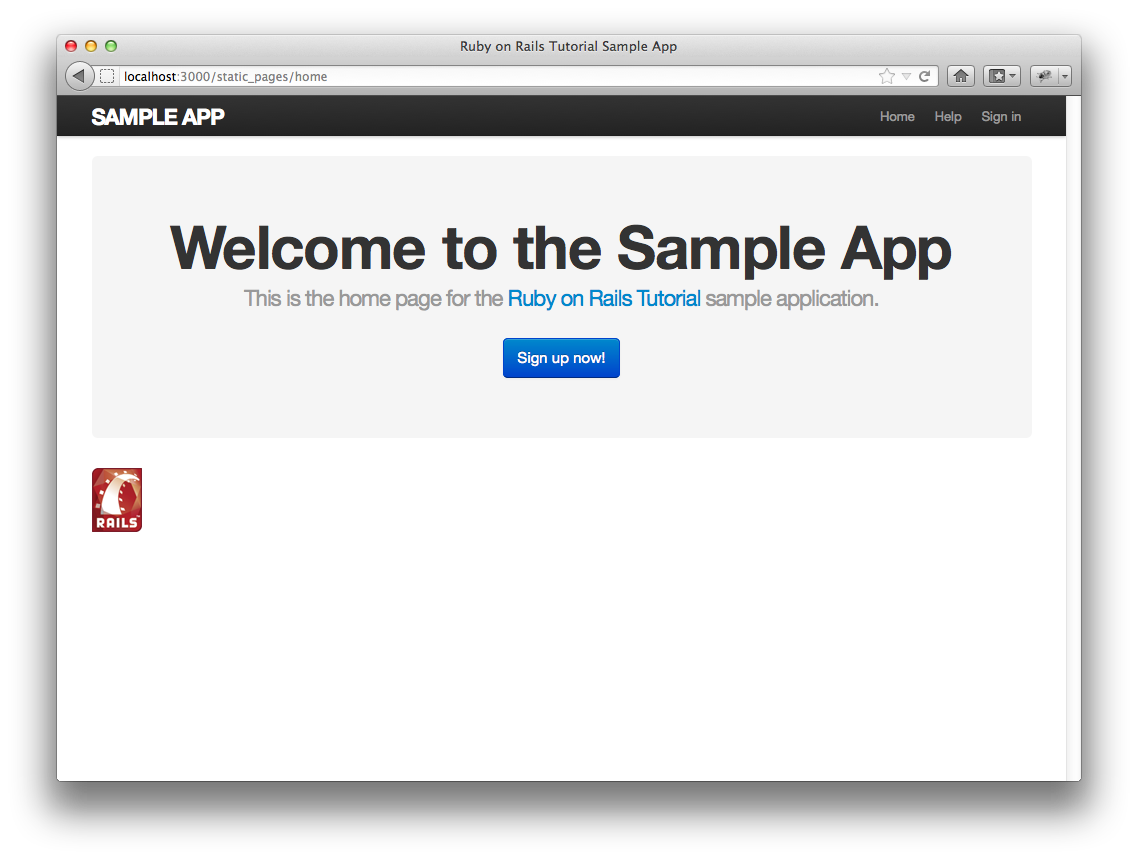 Ruby on Rails Tutorial Sample App
localhost:3000/static_pages/home
SAMPLE APP Home Help Sign in
Welcome to the Sample App
This is the home page for the Ruby on Rails Tutorial sample application.
Sign up now!
RAILS